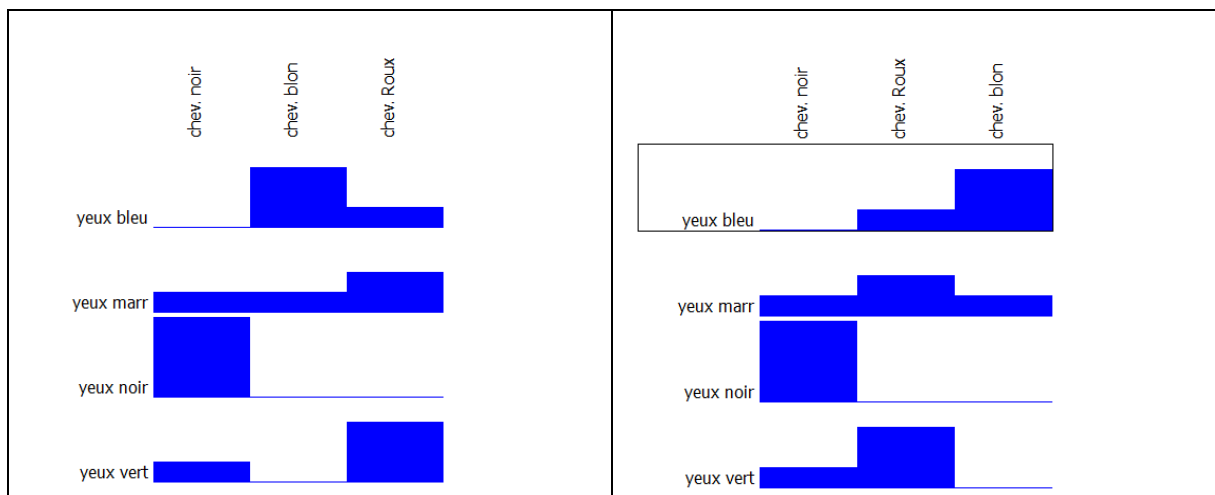 chev. noir
chev. blon
chev. Roux
yeux bleu
yeux marr
yeux noir
yeux vert
chev. noir
chev. Roux
chev. blon
yeux bleu
yeux marr
yeux noir
yeux vert